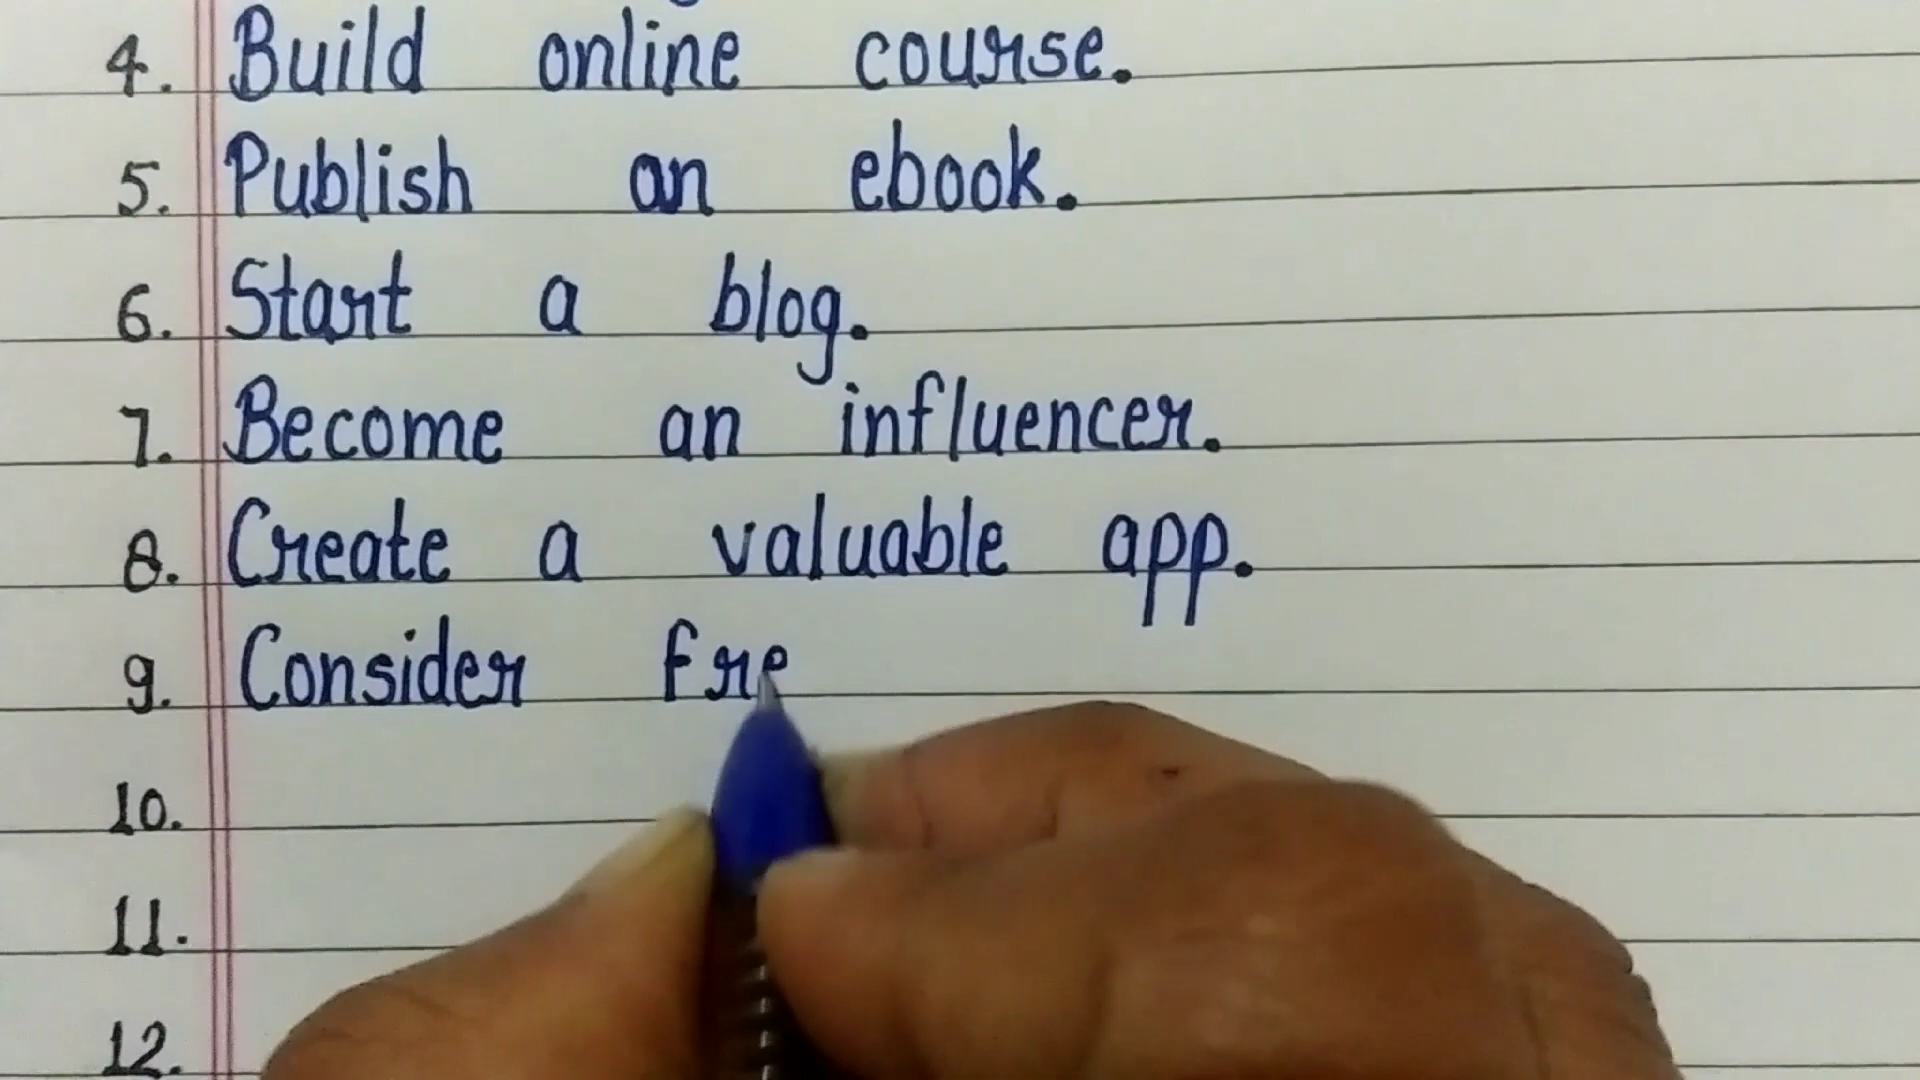 4. Build online course.
5. Publish an ebook.
6. Start a blog.
7. Become an influencer.
8. Create a valuable app.
9. Consider fre
10.
11.
12.